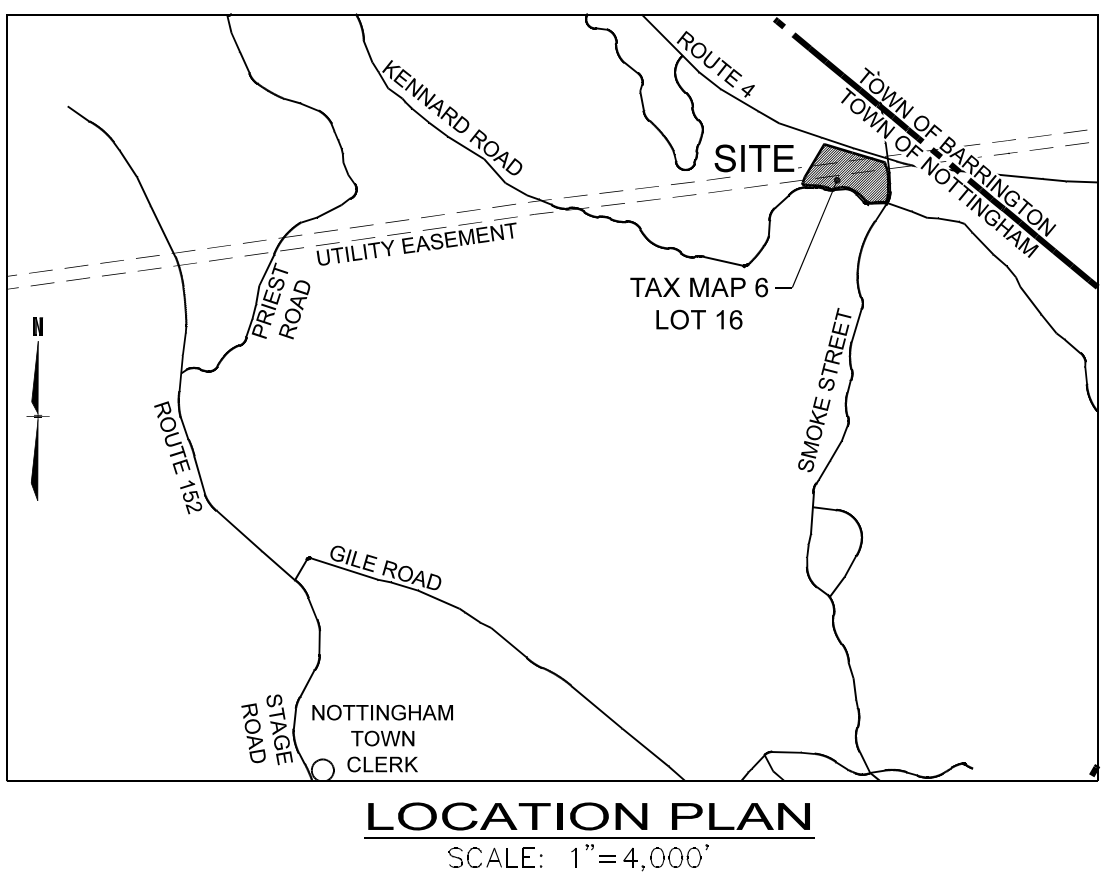 ROUTE 4
KENNARD ROAD
TOWN OF BARRINGTON
TOWN OF NOTTINGHAM
SITE
UTILITY EASEMENT
PRIEST
ROAD
TAX MAP 6
LOT 16
N
SMOKE STREET
ROUTE 152
GILE ROAD
STAGE
ROAD
NOTTINGHAM
TOWN
CLERK
LOCATION PLAN
SCALE: 1"=4,000'